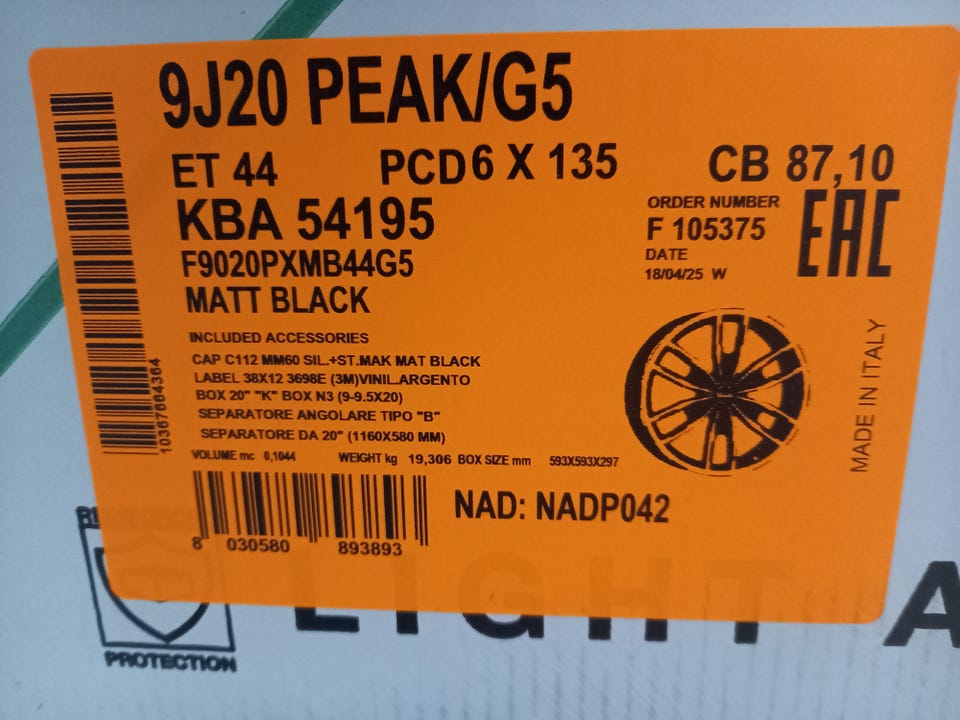 9J20 PEAK/G5
ET 44 PCD6 X 135 CB 87,10
KBA 54195
ORDER NUMBER
F 105375
EAC
F9020PXMB44G5
DATE
18/04/25 W
MATT BLACK
INCLUDED ACCESSORIES
CAP C112 MM60 SIL.+ST.MAK MAT BLACK
LABEL 38X12 3698E (3M)VINIL.ARGENTO
BOX 20" "K" BOX N3 (9-9.5X20)
SEPARATORE ANGOLARE TIPO "B"
SEPARATORE DA 20" (1160X580 MM)
VOLUME mc 0,1044 WEIGHT kg 19,306 BOX SIZE mm 593X593X297
10367664364
MADE IN ITALY
NAD: NADP042
8 030580 893893
LIGHT A
PROTECTION